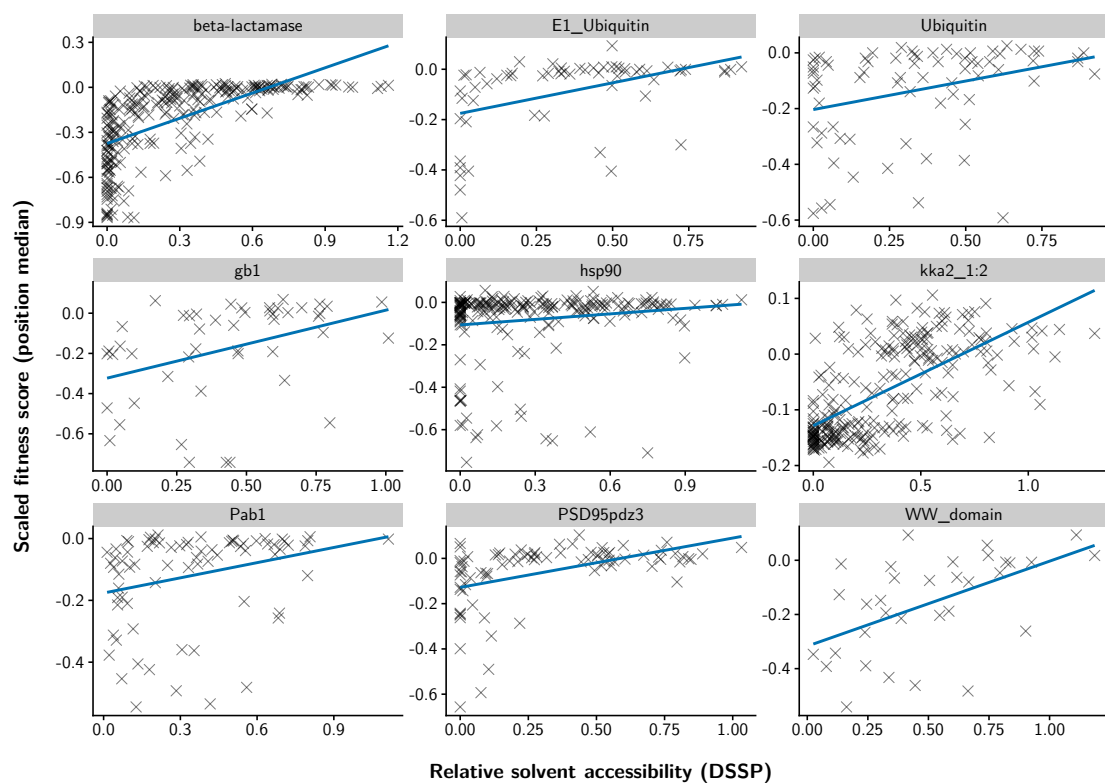 beta-lactamase
E1_Ubiquitin
Ubiquitin
0.3
0.0
-0.3
-0.6
-0.9
0.0 0.3 0.6 0.9 1.2
0.0
-0.2
-0.4
-0.6
0.00 0.25 0.50 0.75
0.0
-0.2
-0.4
-0.6
0.00 0.25 0.50 0.75
gb1
hsp90
kka2_1:2
0.0
-0.2
-0.4
-0.6
0.00 0.25 0.50 0.75 1.00
0.0
-0.2
-0.4
-0.6
0.0 0.3 0.6 0.9
0.1
0.0
-0.1
-0.2
0.0 0.5 1.0
Pab1
PSD95pdz3
WW_domain
0.0
-0.2
-0.4
0.0 0.3 0.6 0.9
0.0
-0.2
-0.4
-0.6
0.00 0.25 0.50 0.75 1.00
0.0
-0.2
-0.4
0.00 0.25 0.50 0.75 1.00
Scaled fitness score (position median)
Relative solvent accessibility (DSSP)